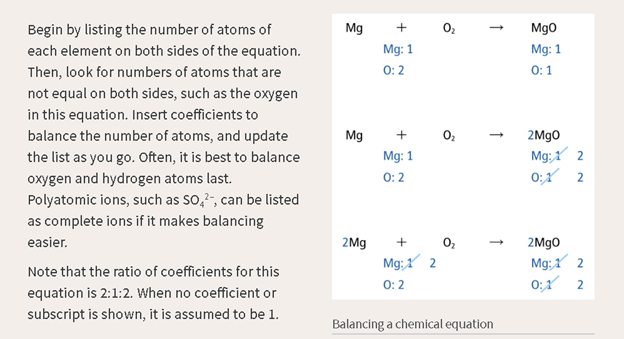 Begin by listing the number of atoms of
each element on both sides of the equation.
Then, look for numbers of atoms that are
not equal on both sides, such as the oxygen
in this equation. Insert coefficients to
balance the number of atoms, and update
the list as you go. Often, it is best to balance
oxygen and hydrogen atoms last.
Polyatomic ions, such as SO₄²⁻, can be listed
as complete ions if it makes balancing
easier.
Note that the ratio of coefficients for this
equation is 2:1:2. When no coefficient or
subscript is shown, it is assumed to be 1.
Mg + O₂ → MgO
Mg: 1 Mg: 1
O: 2 O: 1
Mg + O₂ → 2MgO
Mg: 1 Mg: 1 2
O: 2 O: 1 2
2Mg + O₂ → 2MgO
Mg: 1 2 Mg: 1 2
O: 2 O: 1 2
Balancing a chemical equation